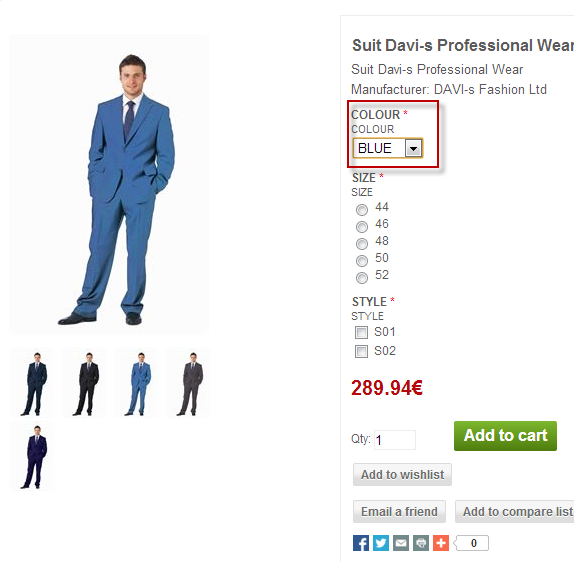 Suit Davi-s Professional Wear
Suit Davi-s Professional Wear
Manufacturer: DAVI-s Fashion Ltd
COLOUR *
COLOUR
BLUE
SIZE *
SIZE
44
46
48
50
52
STYLE *
STYLE
S01
S02
289.94€
Qty: 1 Add to cart
Add to wishlist
Email a friend Add to compare list
0